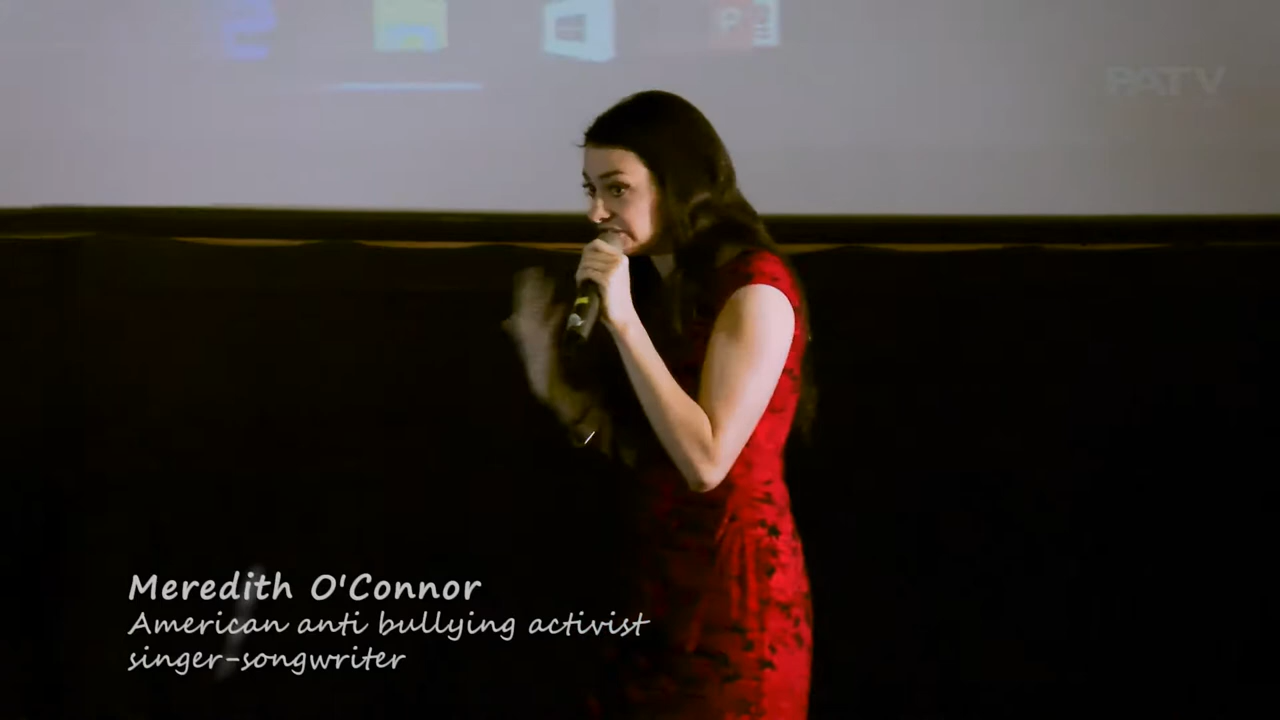 PATV
Meredith O'Connor
American anti bullying activist
singer-songwriter